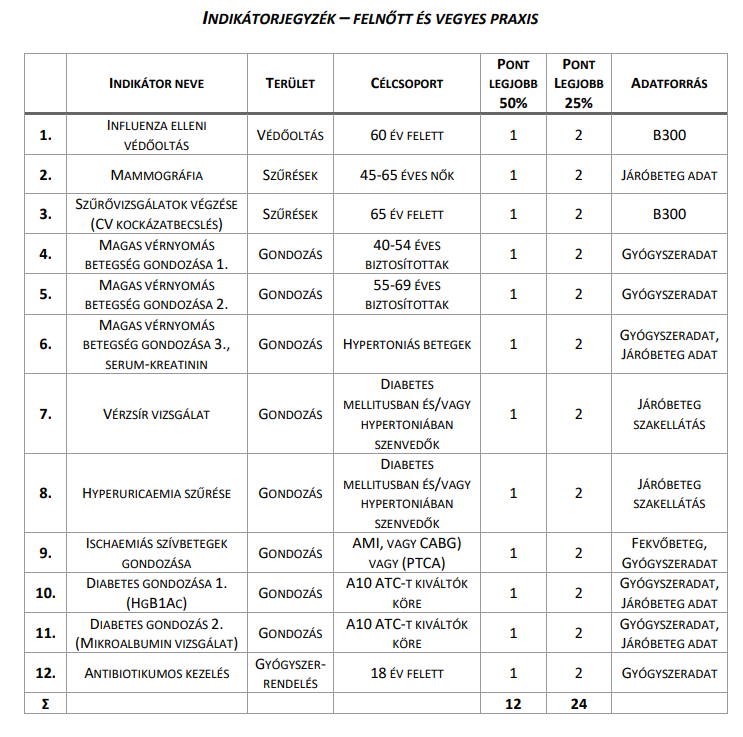 INDIKÁTORJEGYZÉK – FELNŐTT ÉS VEGYES PRAXIS
INDIKÁTOR NEVE TERÜLET CÉLCSOPORT PONT LEGJOBB 50% PONT LEGJOBB 25% ADATFORRÁS
1. INFLUENZA ELLENI VÉDŐOLTÁS VÉDŐOLTÁS 60 ÉV FELETT 1 2 B300
2. MAMMOGRÁFIA SZŰRÉSEK 45-65 ÉVES NŐK 1 2 JÁRÓBETEG ADAT
3. SZŰRŐVIZSGÁLATOK VÉGZÉSE (CV KOCKÁZATBECSLÉS) SZŰRÉSEK 65 ÉV FELETT 1 2 B300
4. MAGAS VÉRNYOMÁS BETEGSÉG GONDOZÁSA 1. GONDOZÁS 40-54 ÉVES BIZTOSÍTOTTAK 1 2 GYÓGYSZERADAT
5. MAGAS VÉRNYOMÁS BETEGSÉG GONDOZÁSA 2. GONDOZÁS 55-69 ÉVES BIZTOSÍTOTTAK 1 2 GYÓGYSZERADAT
6. MAGAS VÉRNYOMÁS BETEGSÉG GONDOZÁSA 3., SERUM-KREATININ GONDOZÁS HYPERTONIÁS BETEGEK 1 2 GYÓGYSZERADAT, JÁRÓBETEG ADAT
7. VÉRZSÍR VIZSGÁLAT GONDOZÁS DIABETES MELLITUSBAN ÉS/VAGY HYPERTONIÁBAN SZENVEDŐK 1 2 JÁRÓBETEG SZAKELLÁTÁS
8. HYPERURICAEMIA SZŰRÉSE GONDOZÁS DIABETES MELLITUSBAN ÉS/VAGY HYPERTONIÁBAN SZENVEDŐK 1 2 JÁRÓBETEG SZAKELLÁTÁS
9. ISCHAEMIÁS SZÍVBETEGEK GONDOZÁSA GONDOZÁS AMI, VAGY CABG) VAGY (PTCA) 1 2 FEKVŐBETEG, GYÓGYSZERADAT
10. DIABETES GONDOZÁSA 1. (HGB1AC) GONDOZÁS A10 ATC-T KIVÁLTÓK KÖRE 1 2 GYÓGYSZERADAT, JÁRÓBETEG ADAT
11. DIABETES GONDOZÁS 2. (MIKROALBUMIN VIZSGÁLAT) GONDOZÁS A10 ATC-T KIVÁLTÓK KÖRE 1 2 GYÓGYSZERADAT, JÁRÓBETEG ADAT
12. ANTIBIOTIKUMOS KEZELÉS GYÓGYSZER-RENDELÉS 18 ÉV FELETT 1 2 GYÓGYSZERADAT
Σ 12 24